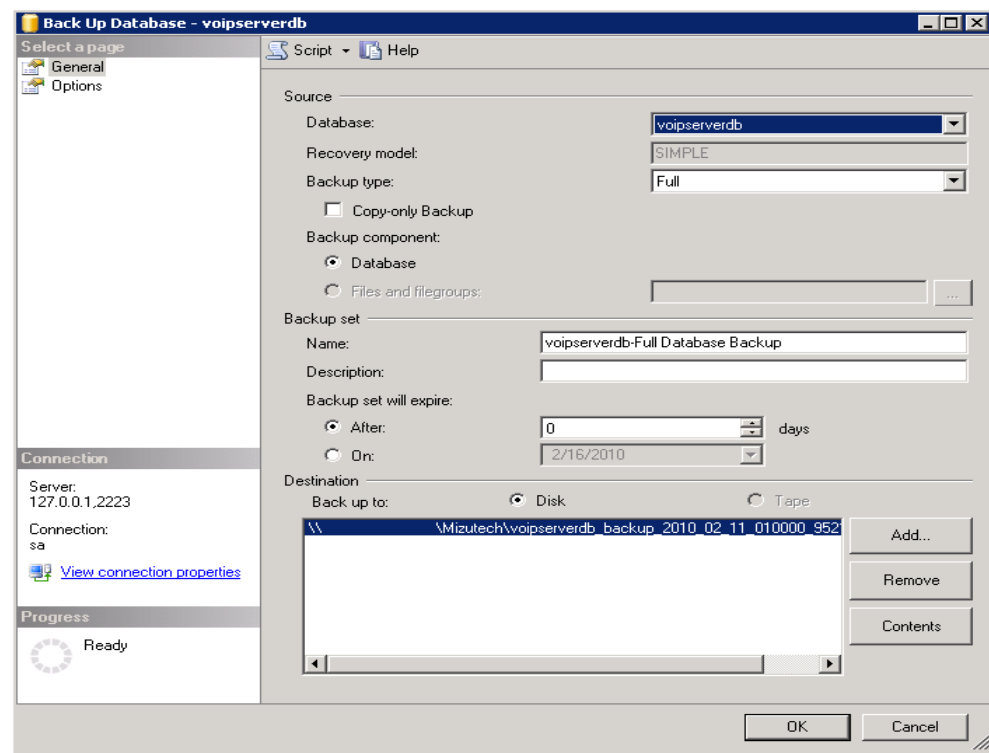 Back Up Database - voipserverdb
Select a page
General
Options
Script Help
Source
Database: voipserverdb
Recovery model: SIMPLE
Backup type: Full
Copy-only Backup
Backup component:
Database
Files and filegroups: ...
Backup set
Name: voipserverdb-Full Database Backup
Description:
Backup set will expire:
After: 0 days
On: 2/16/2010
Destination
Back up to: Disk Tape
\\ \Mizutech\voipserverdb_backup_2010_02_11_010000_952
Add...
Remove
Contents
Connection
Server:
127.0.0.1,2223
Connection:
sa
View connection properties
Progress
Ready
OK Cancel